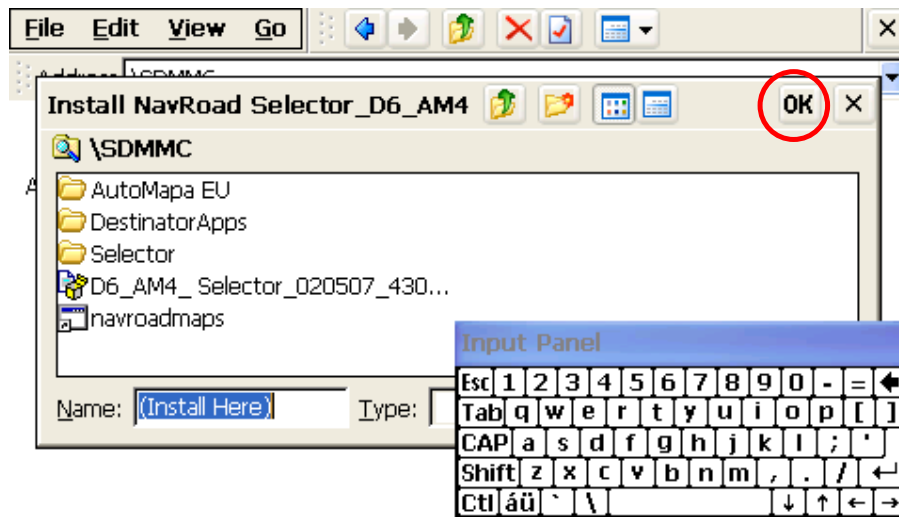 File Edit View Go
Address \SDMMC
Install NavRoad Selector_D6_AM4 OK
\SDMMC
AutoMapa EU
DestinatorApps
Selector
D6_AM4_ Selector_020507_430...
navroadmaps
Name: (Install Here) Type:
Input Panel
Esc 1 2 3 4 5 6 7 8 9 0 - =
Tab q w e r t y u i o p [ ]
CAP a s d f g h j k l ; '
Shift z x c v b n m , . /
Ctl áü ` \